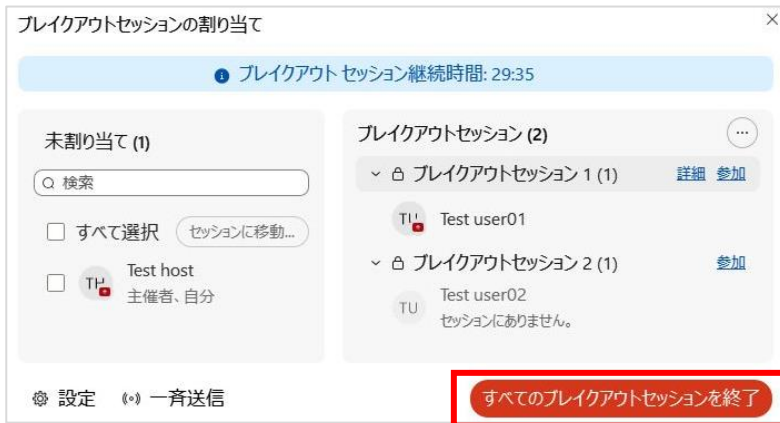 ブレイクアウトセッションの割り当て
ブレイクアウト セッション継続時間: 29:35
未割り当て (1)
検索
すべて選択 セッションに移動...
TH Test host
主催者、自分
ブレイクアウトセッション (2)
ブレイクアウトセッション 1 (1) 詳細 参加
TU Test user01
ブレイクアウトセッション 2 (1) 参加
TU Test user02
セッションにありません。
設定 一斉送信
すべてのブレイクアウトセッションを終了